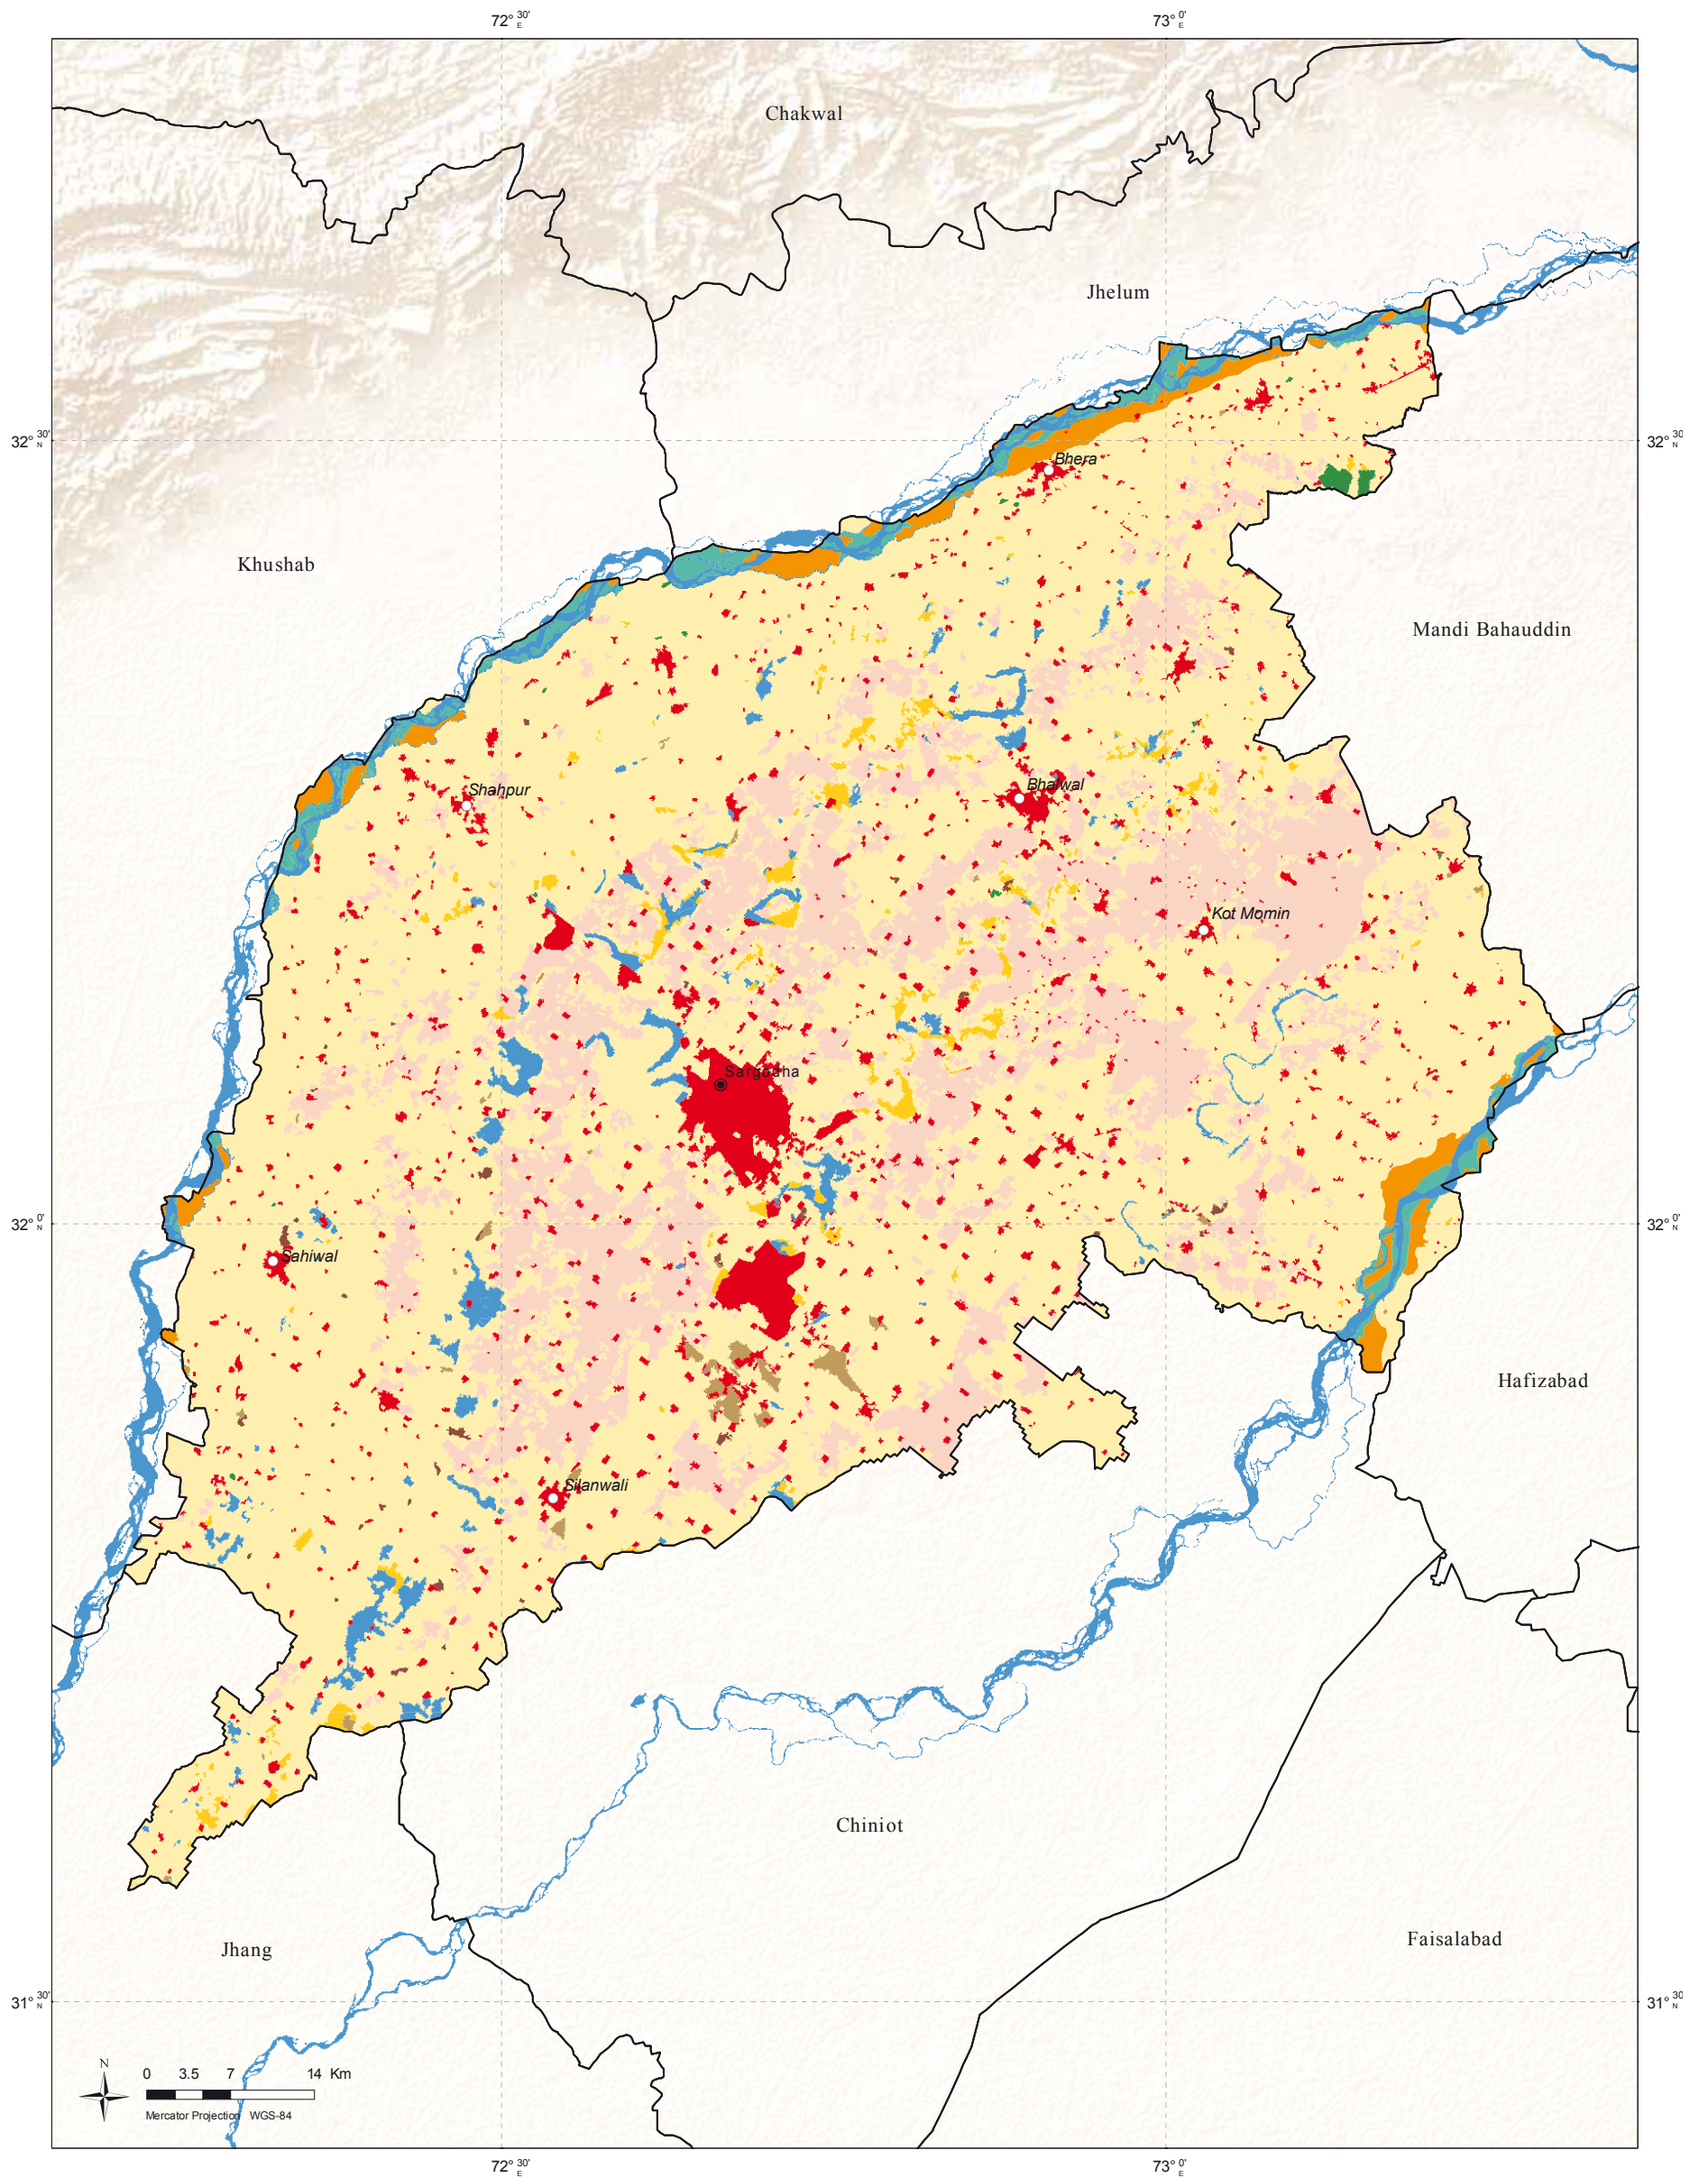 72° 30' E 73° 0' E
Chakwal
Jhelum
32° 30' N 32° 30' N
Bhera
Khushab
Mandi Bahauddin
Shahpur
Bhalwal
Kot Momin
Sargodha
32° 0' N 32° 0' N
Sahiwal
Hafizabad
Silanwali
Chiniot
Faisalabad
Jhang
31° 30' N 31° 30' N
N
0 3.5 7 14 Km
Mercator Projection WGS-84
72° 30' E 73° 0' E